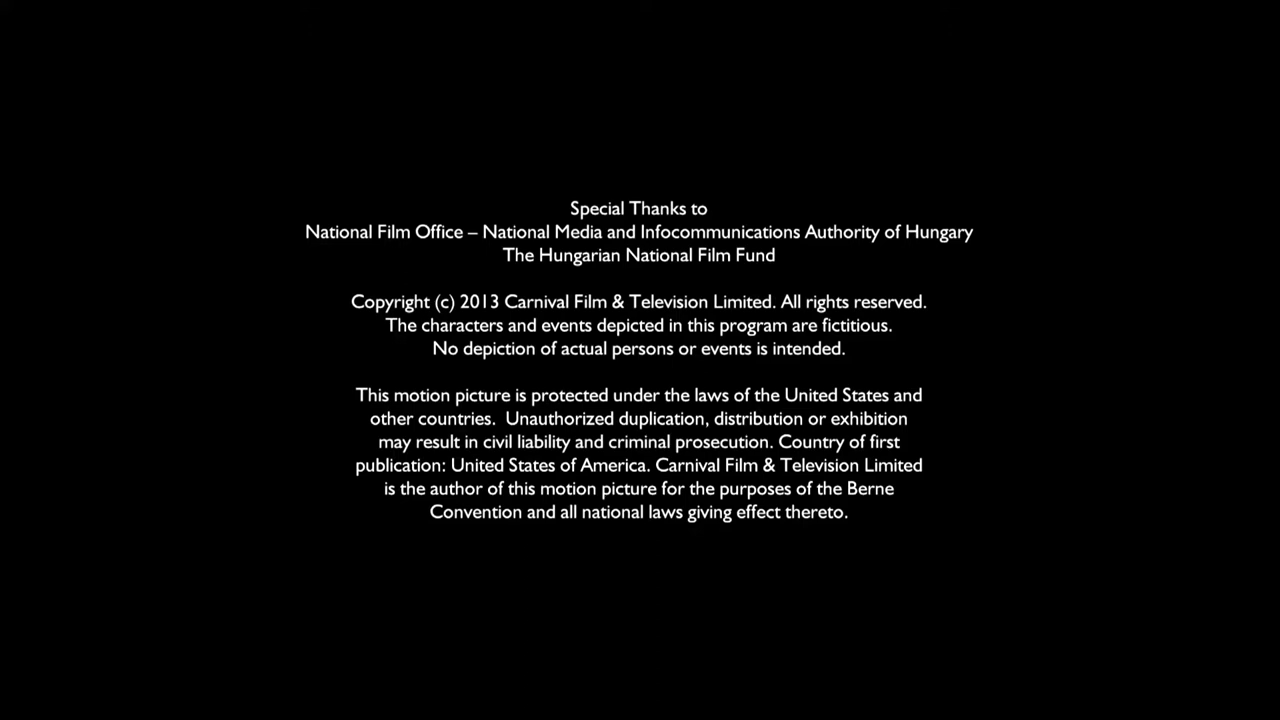 Special Thanks to
National Film Office – National Media and Infocommunications Authority of Hungary
The Hungarian National Film Fund
Copyright (c) 2013 Carnival Film & Television Limited. All rights reserved.
The characters and events depicted in this program are fictitious.
No depiction of actual persons or events is intended.
This motion picture is protected under the laws of the United States and
other countries.  Unauthorized duplication, distribution or exhibition
may result in civil liability and criminal prosecution. Country of first
publication: United States of America. Carnival Film & Television Limited
is the author of this motion picture for the purposes of the Berne
Convention and all national laws giving effect thereto.